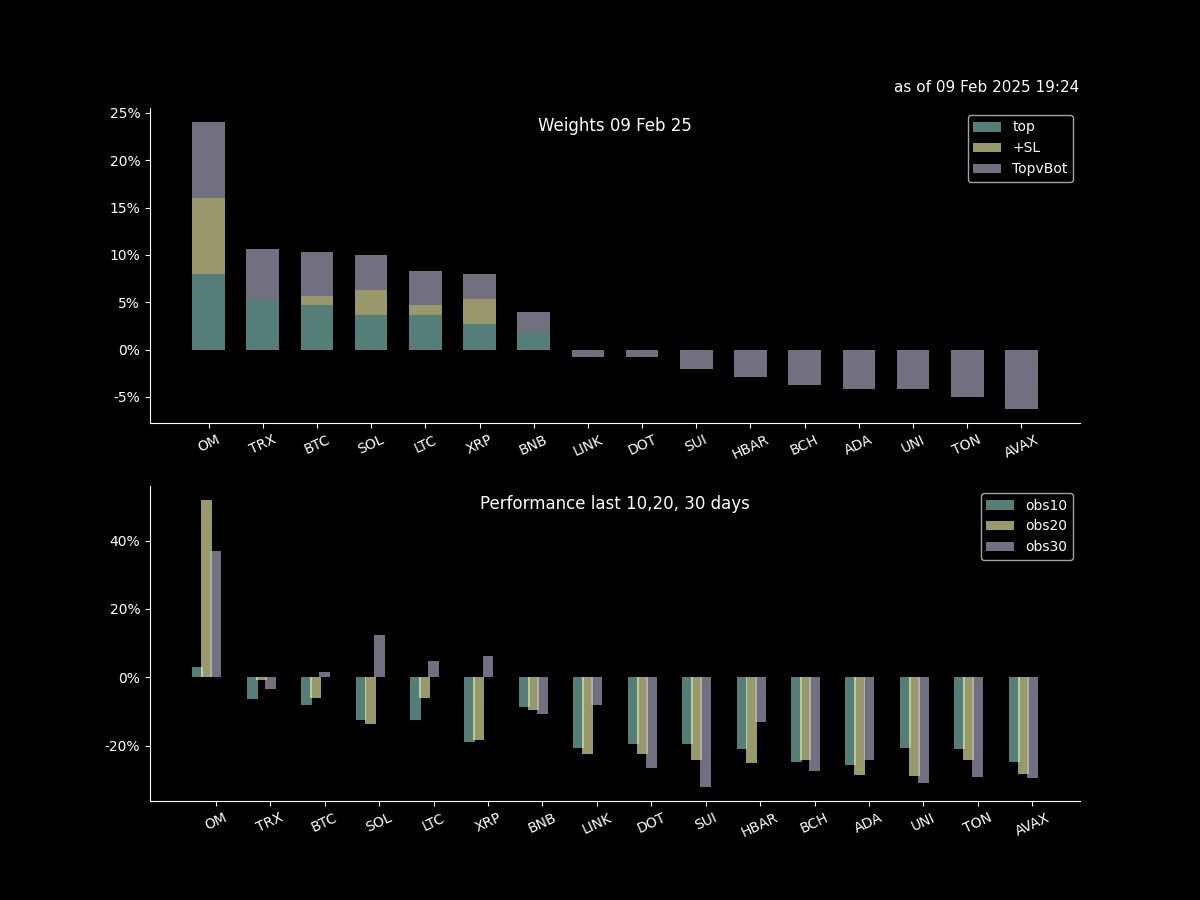 as of 09 Feb 2025 19:24
Weights 09 Feb 25
top
+SL
TopvBot
25%
20%
15%
10%
5%
0%
-5%
OM TRX BTC SOL LTC XRP BNB LINK DOT SUI HBAR BCH ADA UNI TON AVAX
Performance last 10,20, 30 days
obs10
obs20
obs30
40%
20%
0%
-20%
OM TRX BTC SOL LTC XRP BNB LINK DOT SUI HBAR BCH ADA UNI TON AVAX